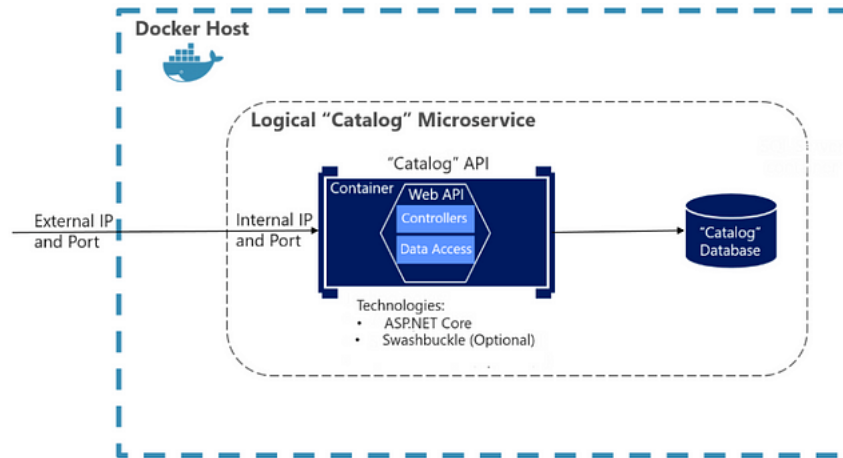 Docker Host
Logical “Catalog” Microservice
“Catalog” API
Container
Web API
Controllers
Data Access
External IP
and Port
Internal IP
and Port
“Catalog”
Database
Technologies:
• ASP.NET Core
• Swashbuckle (Optional)